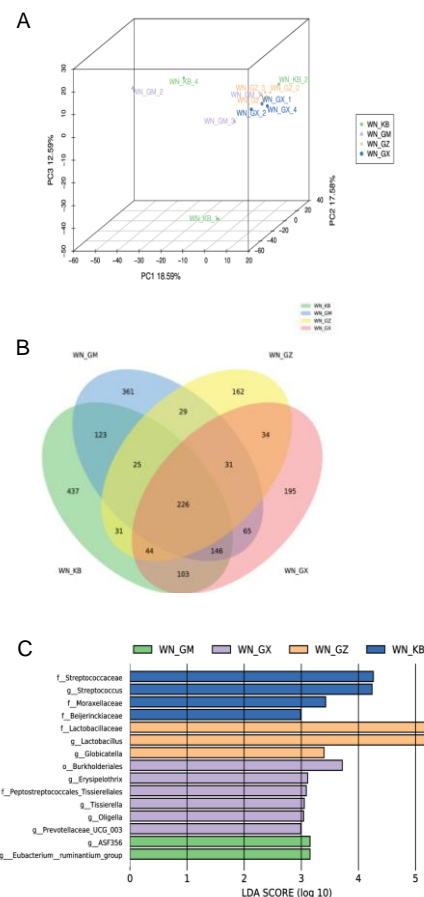 A
PC3 12.59%
30
20
10
0
−10
−20
−30
−40
−50
WN_KB_4
WN_GM_2
WN_KB_2
WN_GZ_3
WN_GZ_2
WN_GX_1
WN_GM_3
WN_GX_2
WN_GX_4
40
20
0
−20
−40
−60
PC2 17.58%
−60 −50 −40 −30 −20 −10 0 10 20
PC1 18.59%
WN_KB
WN_GM
WN_GZ
WN_GX
WN_KB
WN_GM
WN_GZ
WN_GX
B
WN_GM
WN_GZ
361
162
29
123
34
25
31
437
195
226
31
65
44
146
WN_KB
103
WN_GX
C
WN_GM WN_GX WN_GZ WN_KB
f__Streptococcaceae
g__Streptococcus
f__Moraxellaceae
f__Beijerinckiaceae
f__Lactobacillaceae
g__Lactobacillus
g__Globicatella
o__Burkholderiales
g__Erysipelothrix
f__Peptostreptococcales_Tissierellales
g__Tissierella
g__Oligella
g__Prevotellaceae_UCG_003
g__ASF356
g__Eubacterium__ruminantium_group
0 1 2 3 4 5
LDA SCORE (log 10)